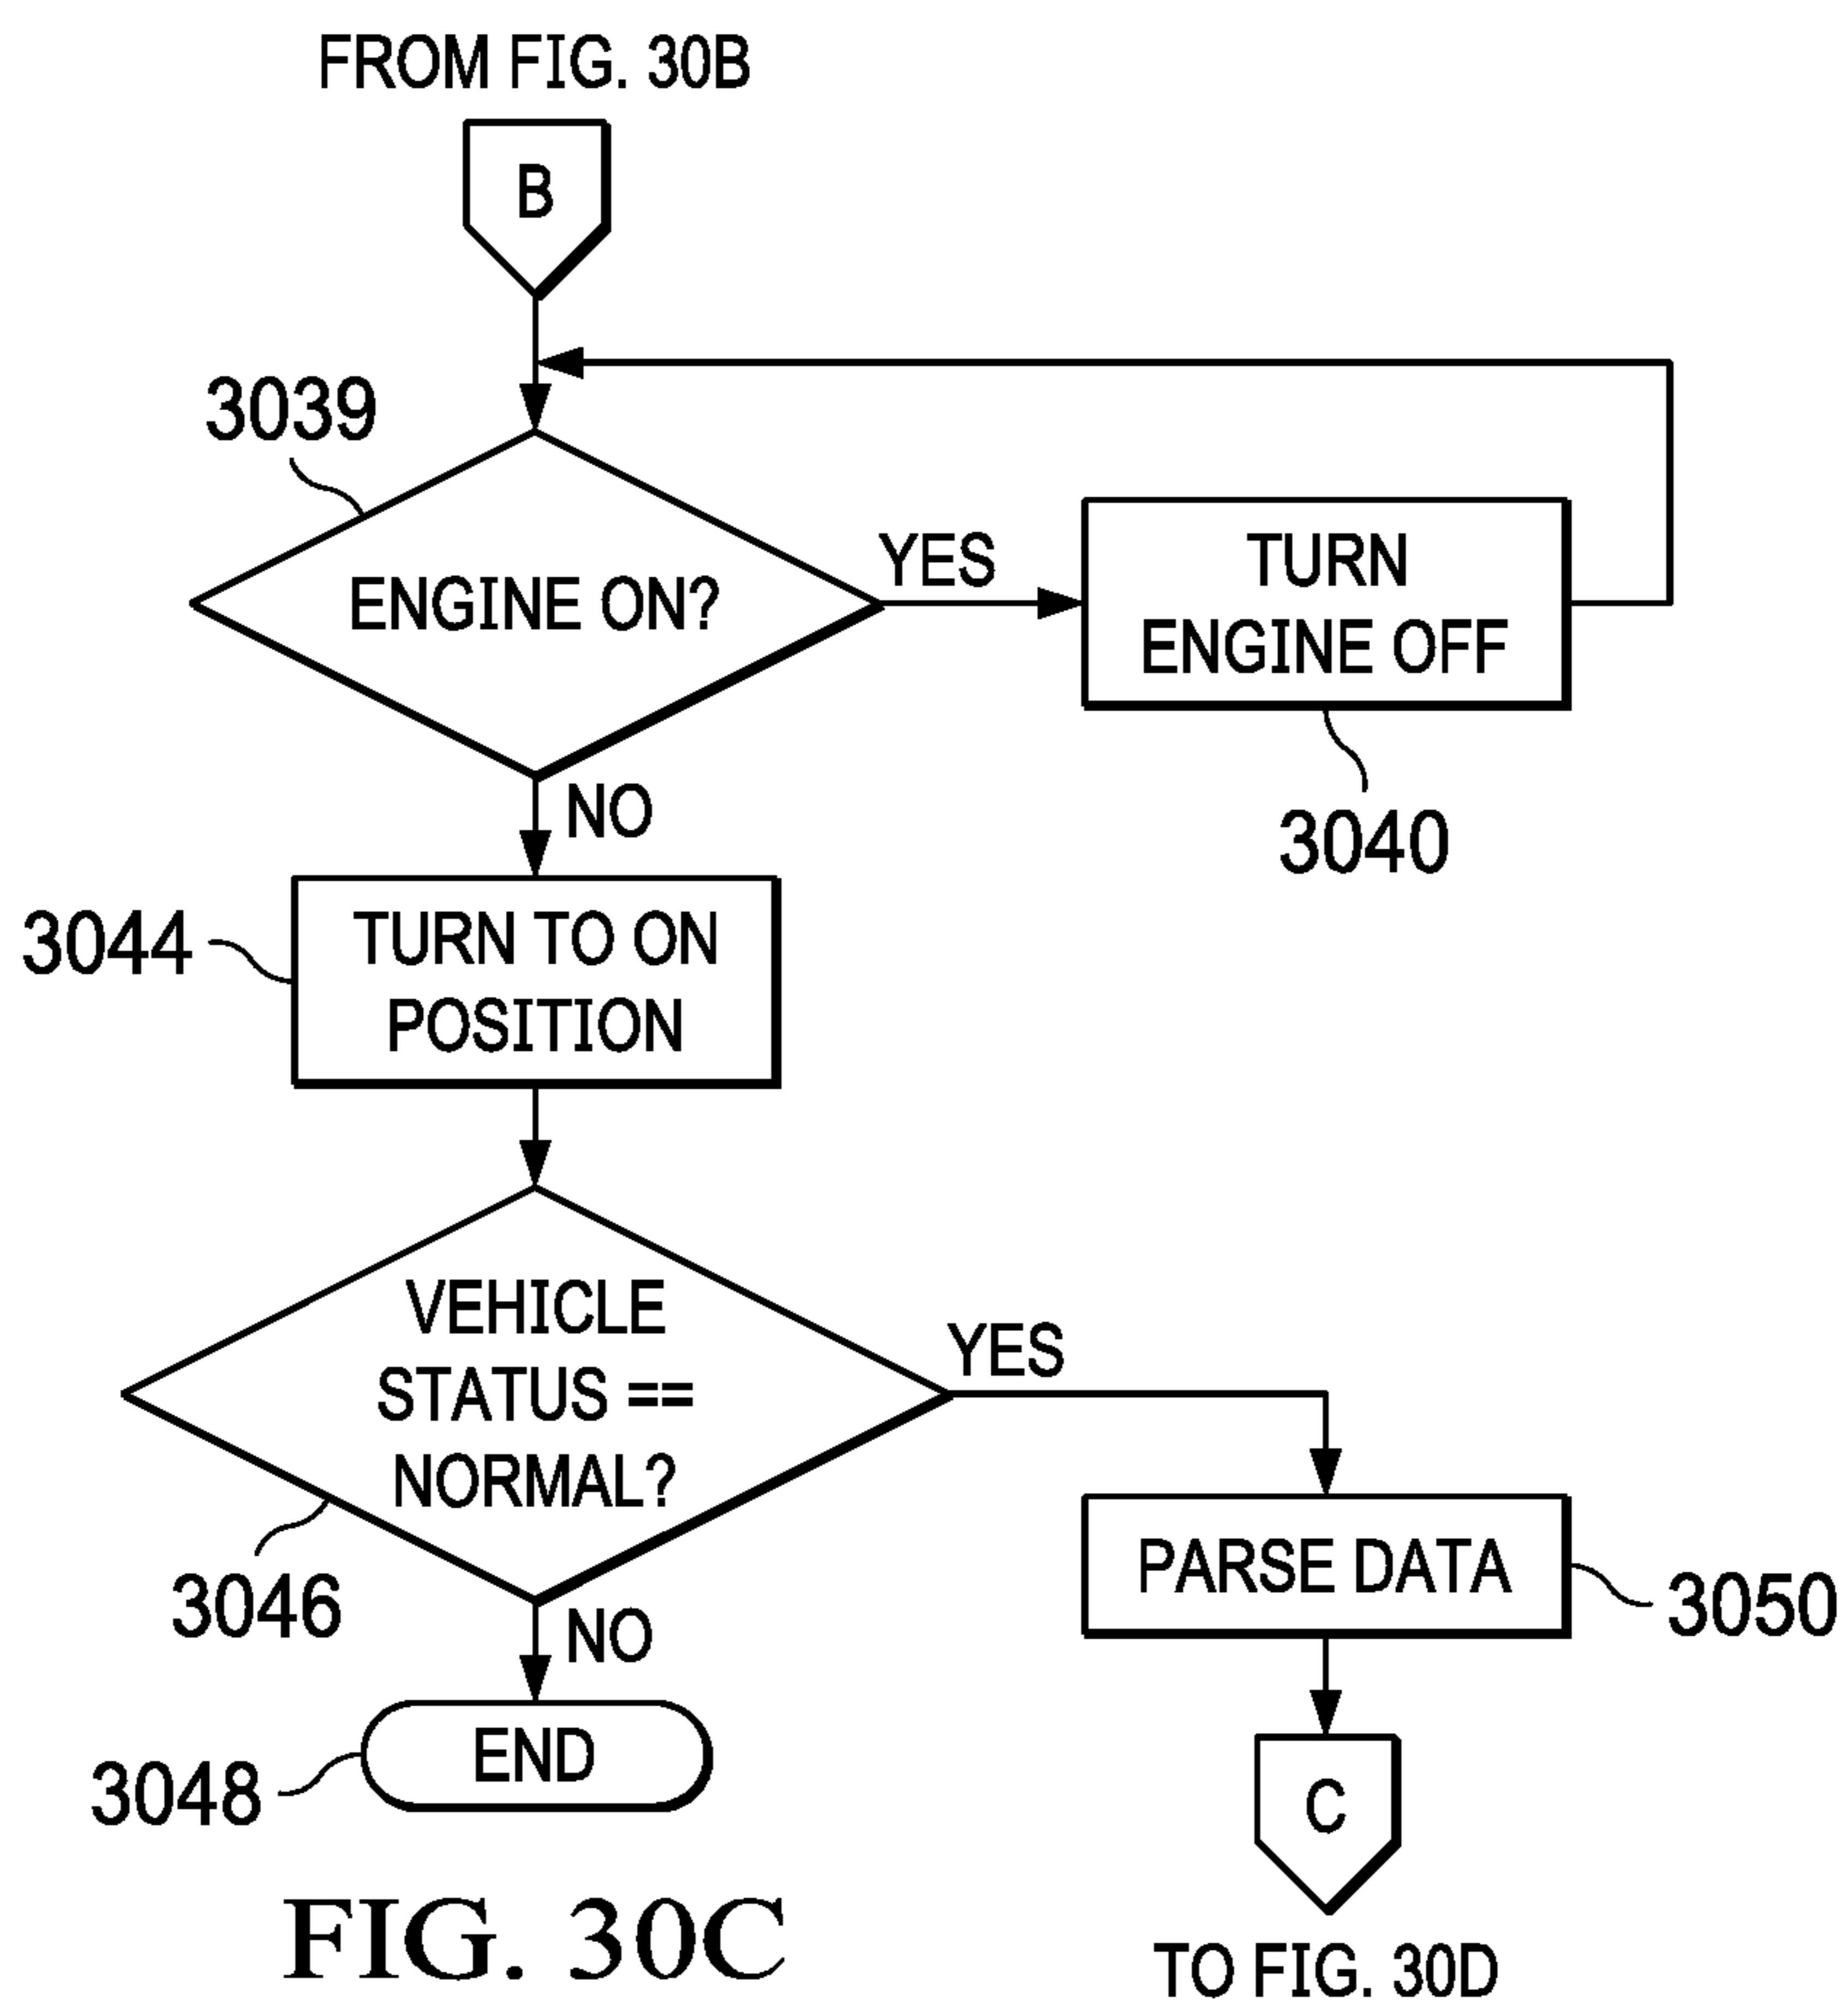 FROM FIG. 30B
B
3039
ENGINE ON?
YES
TURN
ENGINE OFF
3040
NO
3044
TURN TO ON
POSITION
VEHICLE
STATUS ==
NORMAL?
YES
3046
NO
PARSE DATA
3050
END
3048
C
FIG. 30C
TO FIG. 30D